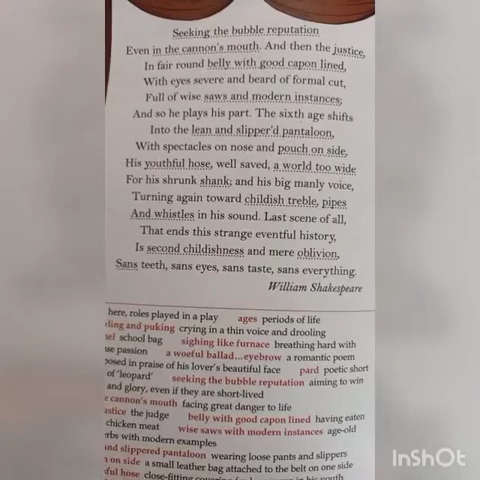 Seeking the bubble reputation
Even in the cannon's mouth. And then the justice,
In fair round belly with good capon lined,
With eyes severe and beard of formal cut,
Full of wise saws and modern instances;
And so he plays his part. The sixth age shifts
Into the lean and slipper'd pantaloon,
With spectacles on nose and pouch on side,
His youthful hose, well saved, a world too wide
For his shrunk shank; and his big manly voice,
Turning again toward childish treble, pipes
And whistles in his sound. Last scene of all,
That ends this strange eventful history,
Is second childishness and mere oblivion,
Sans teeth, sans eyes, sans taste, sans everything.
William Shakespeare
here, roles played in a play ages periods of life
and puking crying in a thin voice and drooling
school bag sighing like furnace breathing hard with
passion a woeful ballad...eyebrow a romantic poem
in praise of his lover's beautiful face pard poetic short
of 'leopard' seeking the bubble reputation aiming to win
and glory, even if they are short-lived
cannon's mouth facing great danger to life
the judge belly with good capon lined having eaten
chicken meat wise saws with modern instances age-old
with modern examples
and slippered pantaloon wearing loose pants and slippers
on side a small leather bag attached to the belt on one side
hose close-fitting
InShOt